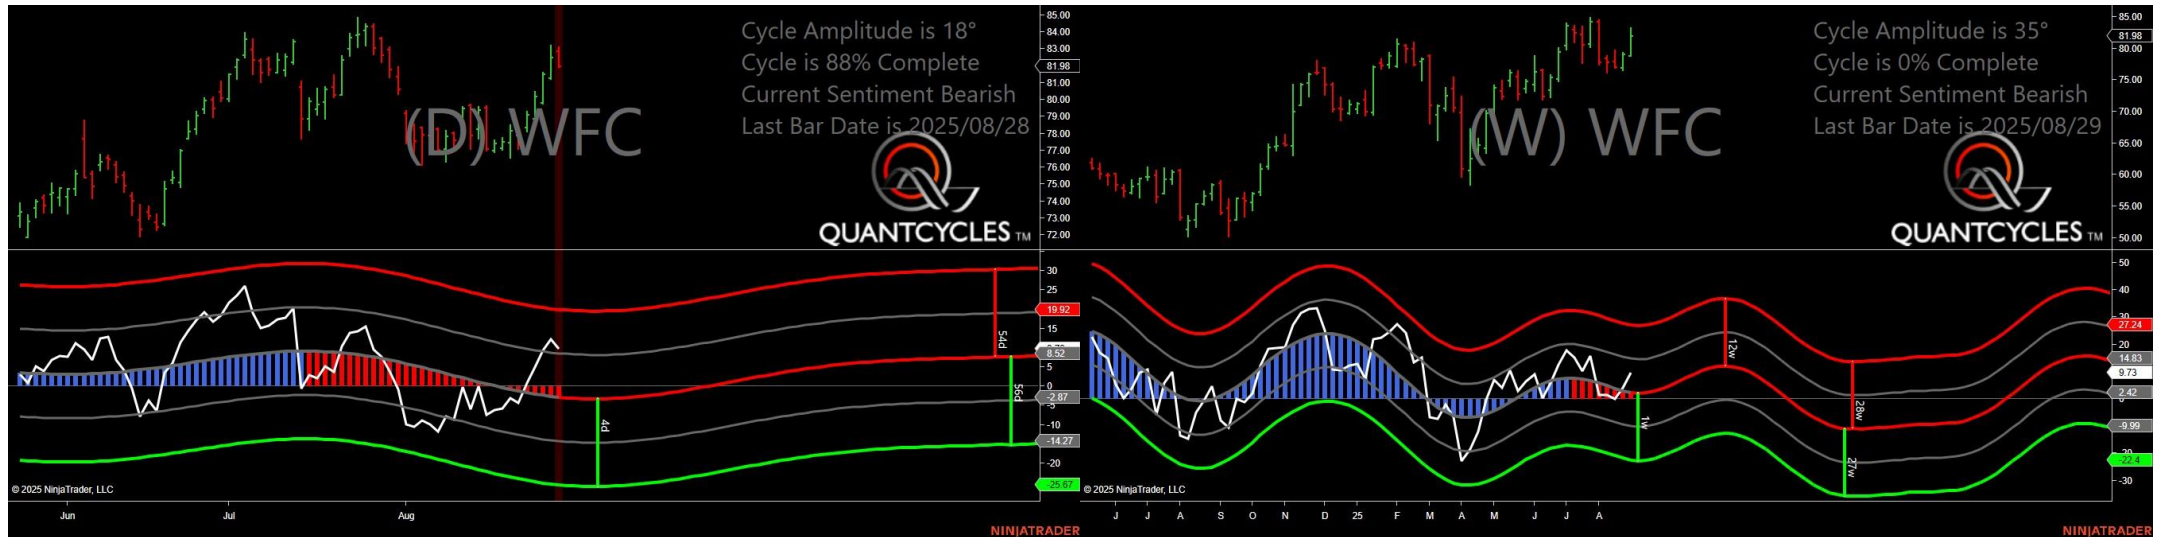 Cycle Amplitude is 18°
Cycle is 88% Complete
Current Sentiment Bearish
Last Bar Date is 2025/08/28
(D) WFC
QUANTCYCLES TM
85.00
84.00
83.00
81.98
81.00
80.00
79.00
78.00
77.00
76.00
75.00
74.00
73.00
72.00
30
25
19.92
15
8.52
5
0
-2.87
-5
-10
-14.27
-20
-25.67
54d
56d
4d
© 2025 NinjaTrader, LLC
Jun Jul Aug
NINJATRADER
Cycle Amplitude is 35°
Cycle is 0% Complete
Current Sentiment Bearish
Last Bar Date is 2025/08/29
(W) WFC
QUANTCYCLES TM
85.00
81.98
80.00
75.00
70.00
65.00
60.00
55.00
50.00
50
40
30
27.24
20
14.83
9.73
2.42
-9.99
-22.4
-30
12w
28w
1w
27w
© 2025 NinjaTrader, LLC
J J A S O N D 25 F M A M J J A
NINJATRADER